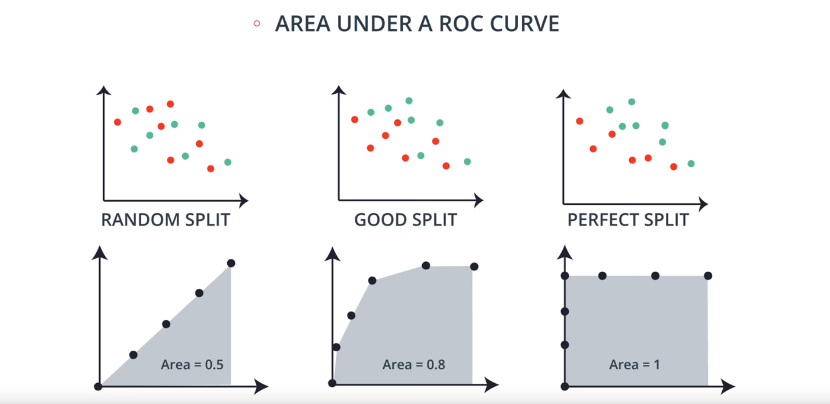 AREA UNDER A ROC CURVE
RANDOM SPLIT
GOOD SPLIT
PERFECT SPLIT
Area = 0.5
Area = 0.8
Area = 1